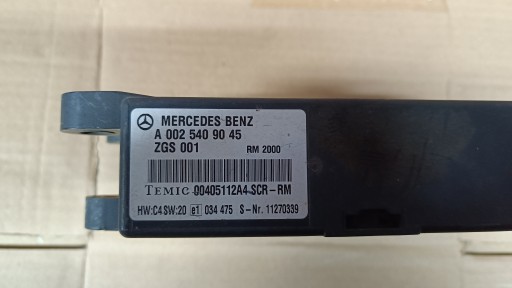 MERCEDES BENZ
A 002 540 90 45
ZGS 001 RM 2000
TEMIC 00405112A4-SCR-RM
HW:C4 SW:20 e1 034 475 S-Nr. 11270339